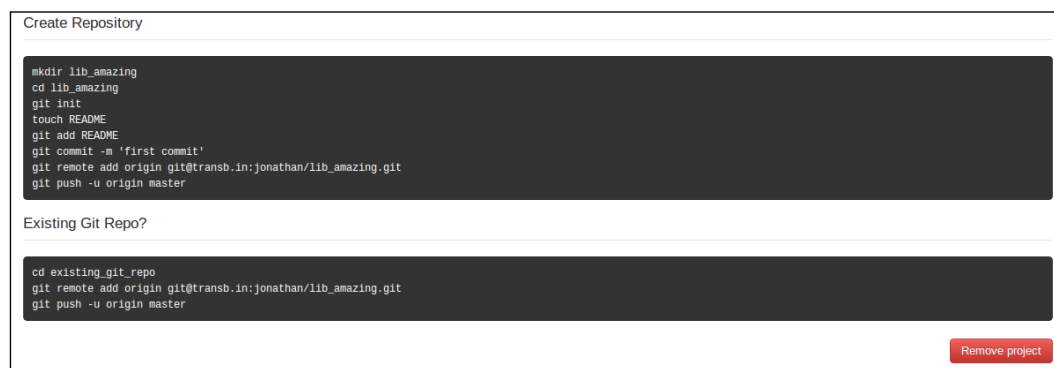 Create Repository
mkdir lib_amazing
cd lib_amazing
git init
touch README
git add README
git commit -m 'first commit'
git remote add origin git@transb.in:jonathan/lib_amazing.git
git push -u origin master
Existing Git Repo?
cd existing_git_repo
git remote add origin git@transb.in:jonathan/lib_amazing.git
git push -u origin master
Remove project